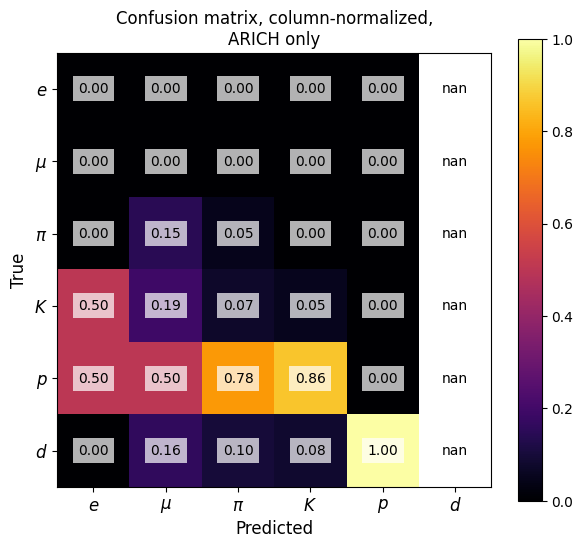 Confusion matrix, column-normalized,
ARICH only
e 0.00 0.00 0.00 0.00 0.00 nan
μ 0.00 0.00 0.00 0.00 0.00 nan
π 0.00 0.15 0.05 0.00 0.00 nan
K 0.50 0.19 0.07 0.05 0.00 nan
p 0.50 0.50 0.78 0.86 0.00 nan
d 0.00 0.16 0.10 0.08 1.00 nan
e μ π K p d
Predicted
True
1.0
0.8
0.6
0.4
0.2
0.0